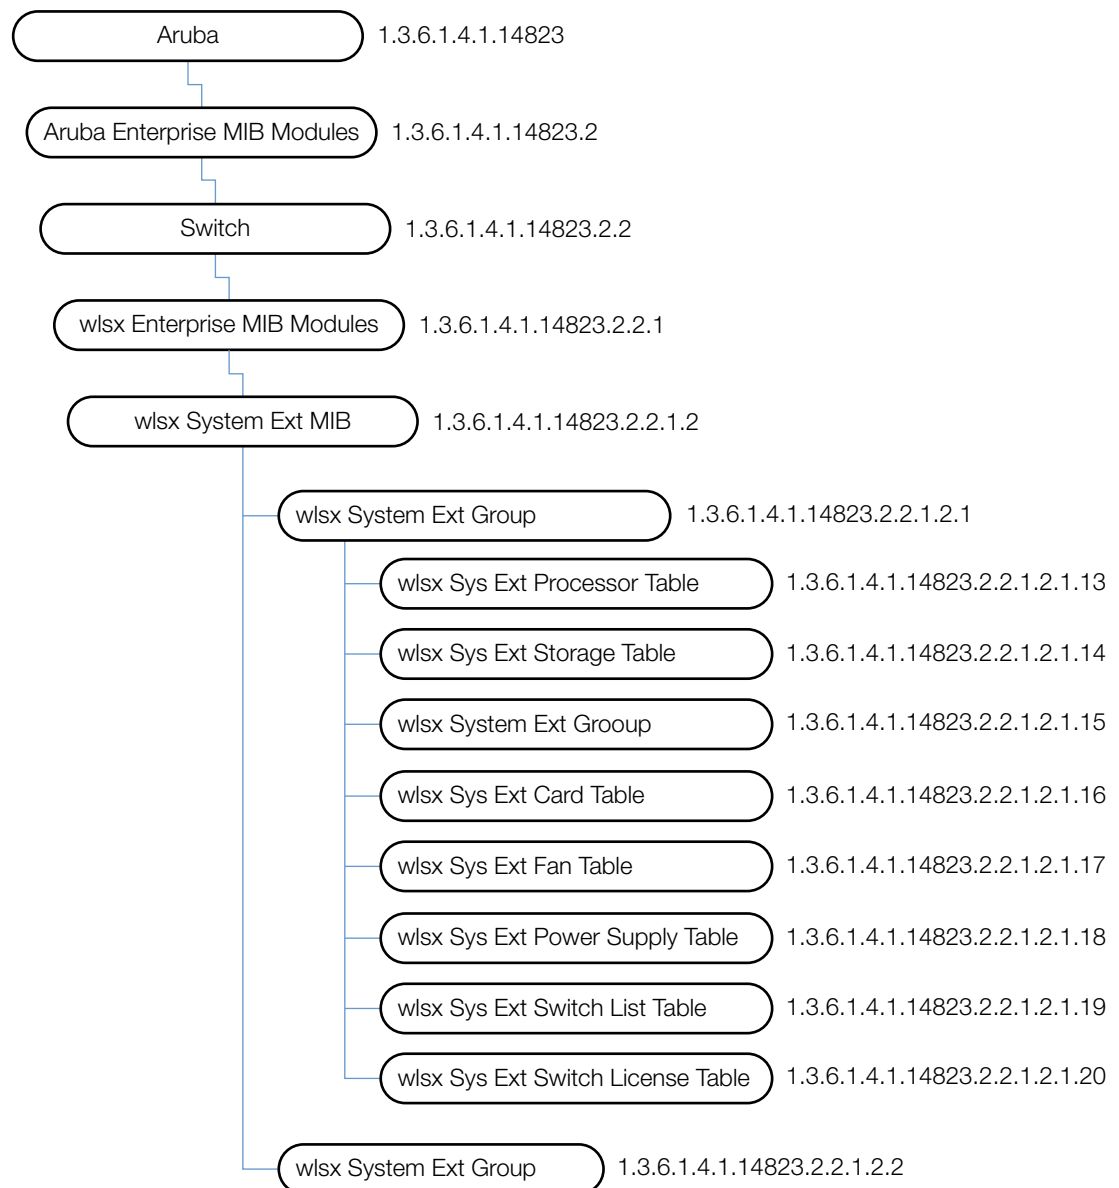 Aruba 1.3.6.1.4.1.14823
Aruba Enterprise MIB Modules 1.3.6.1.4.1.14823.2
Switch 1.3.6.1.4.1.14823.2.2
wlsx Enterprise MIB Modules 1.3.6.1.4.1.14823.2.2.1
wlsx System Ext MIB 1.3.6.1.4.1.14823.2.2.1.2
wlsx System Ext Group 1.3.6.1.4.1.14823.2.2.1.2.1
wlsx Sys Ext Processor Table 1.3.6.1.4.1.14823.2.2.1.2.1.13
wlsx Sys Ext Storage Table 1.3.6.1.4.1.14823.2.2.1.2.1.14
wlsx System Ext Grooup 1.3.6.1.4.1.14823.2.2.1.2.1.15
wlsx Sys Ext Card Table 1.3.6.1.4.1.14823.2.2.1.2.1.16
wlsx Sys Ext Fan Table 1.3.6.1.4.1.14823.2.2.1.2.1.17
wlsx Sys Ext Power Supply Table 1.3.6.1.4.1.14823.2.2.1.2.1.18
wlsx Sys Ext Switch List Table 1.3.6.1.4.1.14823.2.2.1.2.1.19
wlsx Sys Ext Switch License Table 1.3.6.1.4.1.14823.2.2.1.2.1.20
wlsx System Ext Group 1.3.6.1.4.1.14823.2.2.1.2.2